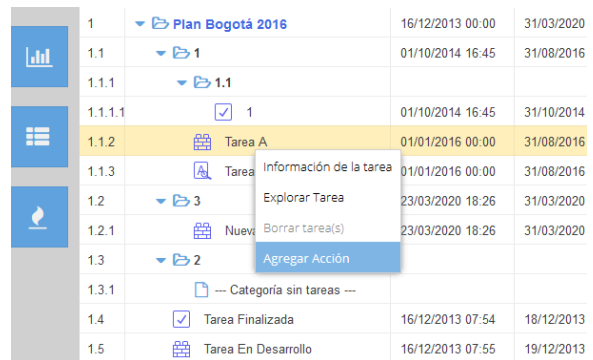 1 Plan Bogotá 2016 16/12/2013 00:00 31/03/2020
1.1 1 01/10/2014 16:45 31/08/2016
1.1.1 1.1
1.1.1.1 1 01/10/2014 16:45 31/10/2014
1.1.2 Tarea A 01/01/2016 00:00 31/08/2016
1.1.3 Tarea 01/01/2016 00:00 31/08/2016
1.2 3 23/03/2020 18:26 31/03/2020
1.2.1 Nueva 23/03/2020 18:26 31/03/2020
1.3 2
1.3.1 --- Categoría sin tareas ---
1.4 Tarea Finalizada 16/12/2013 07:54 18/12/2013
1.5 Tarea En Desarrollo 16/12/2013 07:55 19/12/2013
Información de la tarea
Explorar Tarea
Borrar tarea(s)
Agregar Acción